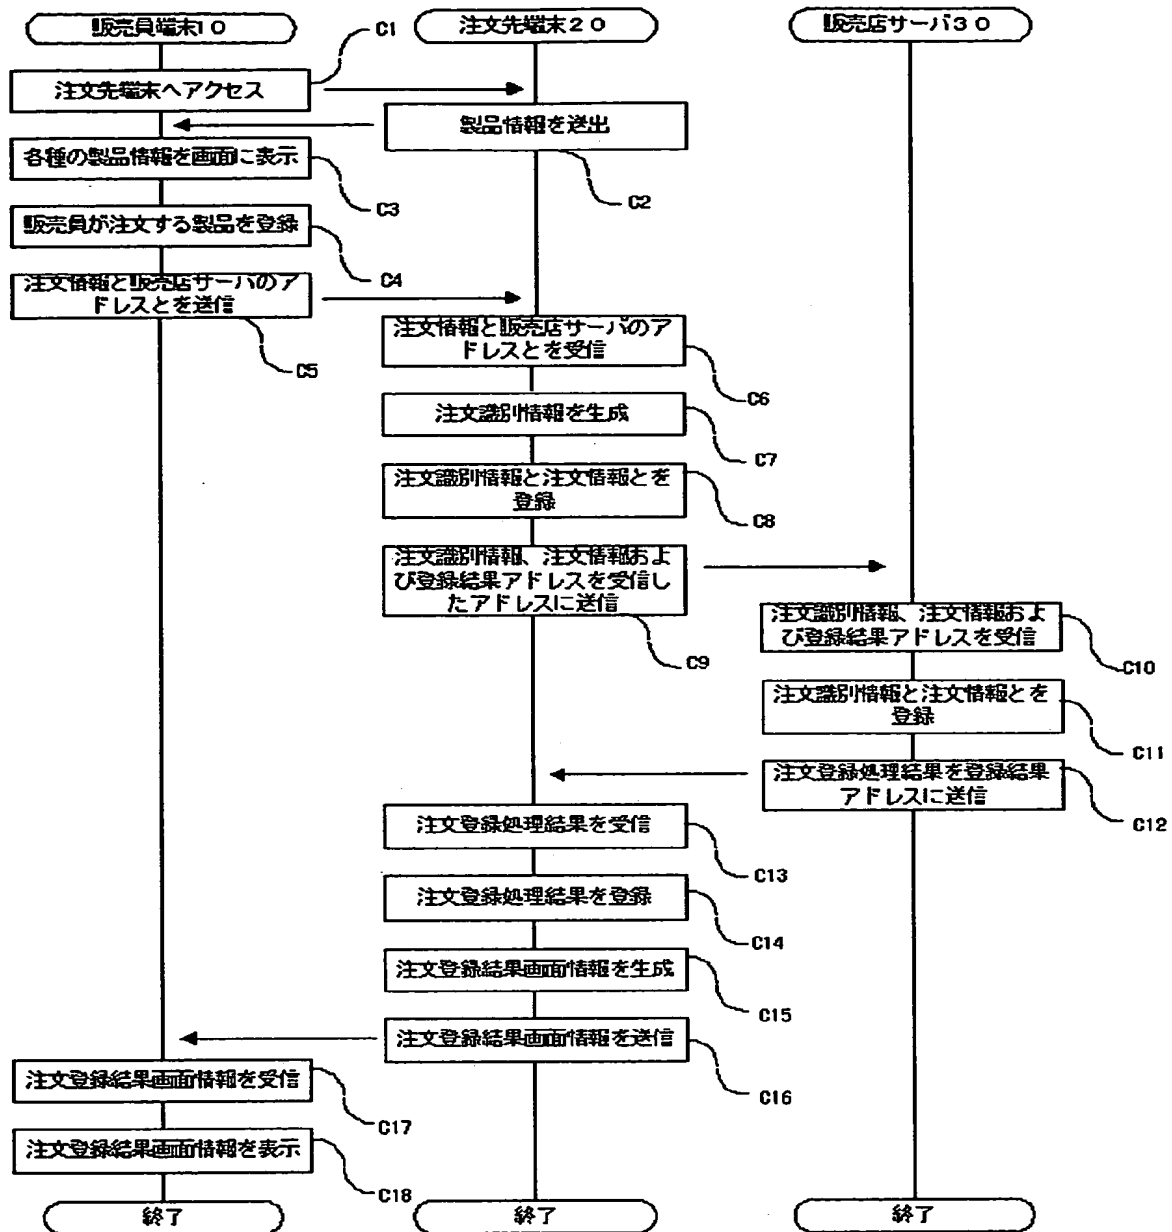 販売員端末10
注文先端末20
販売店サーバ30
C1
注文先端末へアクセス
製品情報を送出
C2
各種の製品情報を画面に表示
C3
販売員が注文する製品を登録
C4
注文情報と販売店サーバのア
ドレスとを送信
C5
注文情報と販売店サーバのア
ドレスとを受信
C6
注文識別情報を生成
C7
注文識別情報と注文情報とを
登録
C8
注文識別情報、注文情報およ
び登録結果アドレスを受信し
たアドレスに送信
C9
注文識別情報、注文情報およ
び登録結果アドレスを受信
C10
注文識別情報と注文情報とを
登録
C11
注文登録処理結果を登録結果
アドレスに送信
C12
注文登録処理結果を受信
C13
注文登録処理結果を登録
C14
注文登録結果画面情報を生成
C15
注文登録結果画面情報を送信
C16
注文登録結果画面情報を受信
C17
注文登録結果画面情報を表示
C18
終了
終了
終了